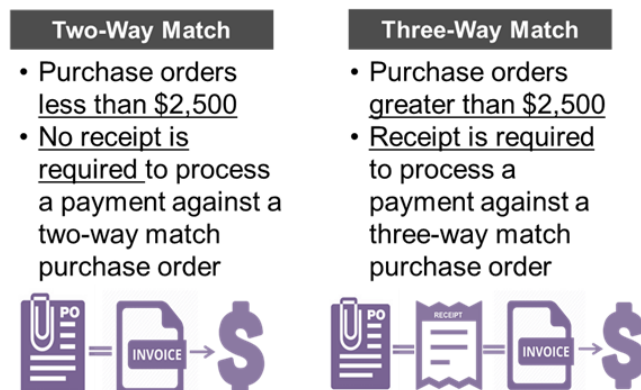 Two-Way Match
• Purchase orders
less than $2,500
• No receipt is
required to process
a payment against a
two-way match
purchase order
PO
INVOICE
$
Three-Way Match
• Purchase orders
greater than $2,500
• Receipt is required
to process a
payment against a
three-way match
purchase order
PO
RECEIPT
INVOICE
$